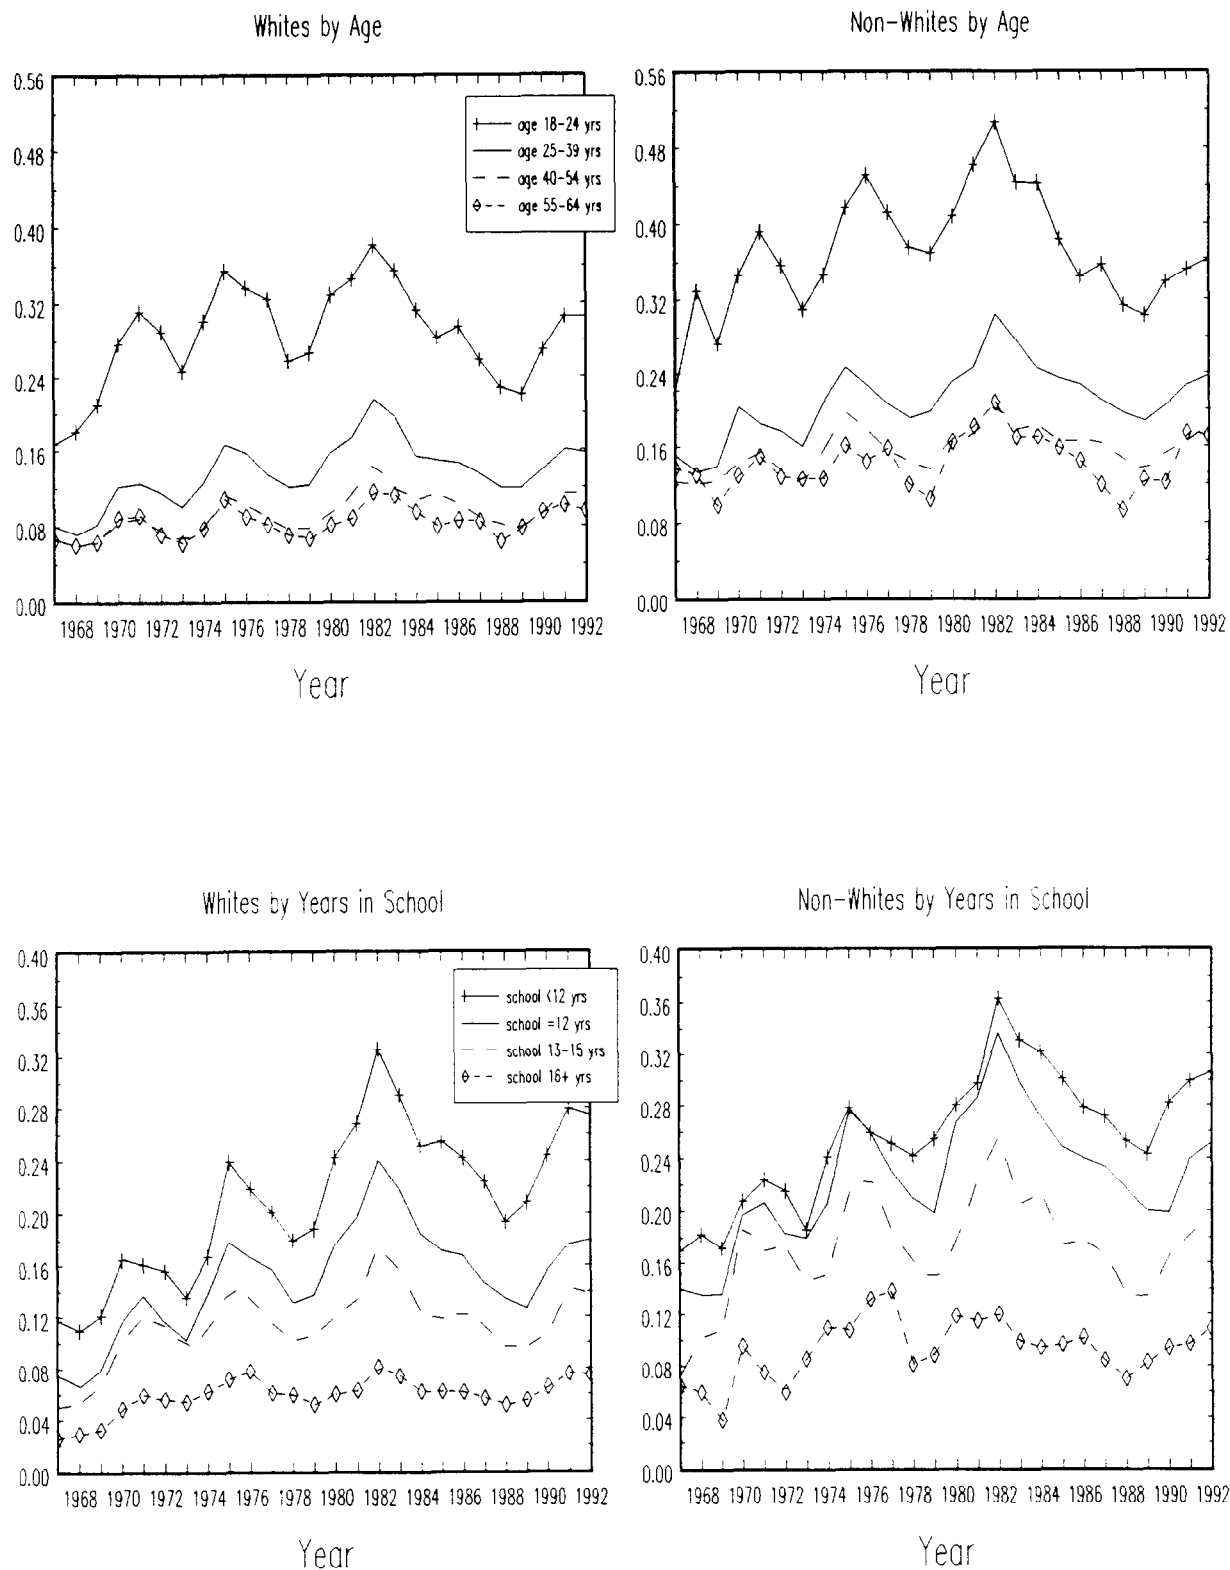 Whites by Age
0.56
0.48
0.40
0.32
0.24
0.16
0.08
0.00
age 18-24 yrs
age 25-39 yrs
age 40-54 yrs
age 55-64 yrs
1968 1970 1972 1974 1976 1978 1980 1982 1984 1986 1988 1990 1992
Year
Non-Whites by Age
0.56
0.48
0.40
0.32
0.24
0.16
0.08
0.00
1968 1970 1972 1974 1976 1978 1980 1982 1984 1986 1988 1990 1992
Year
Whites by Years in School
0.40
0.36
0.32
0.28
0.24
0.20
0.16
0.12
0.08
0.04
0.00
school <12 yrs
school =12 yrs
school 13-15 yrs
school 16+ yrs
1968 1970 1972 1974 1976 1978 1980 1982 1984 1986 1988 1990 1992
Year
Non-Whites by Years in School
0.40
0.36
0.32
0.28
0.24
0.20
0.16
0.12
0.08
0.04
0.00
1968 1970 1972 1974 1976 1978 1980 1982 1984 1986 1988 1990 1992
Year